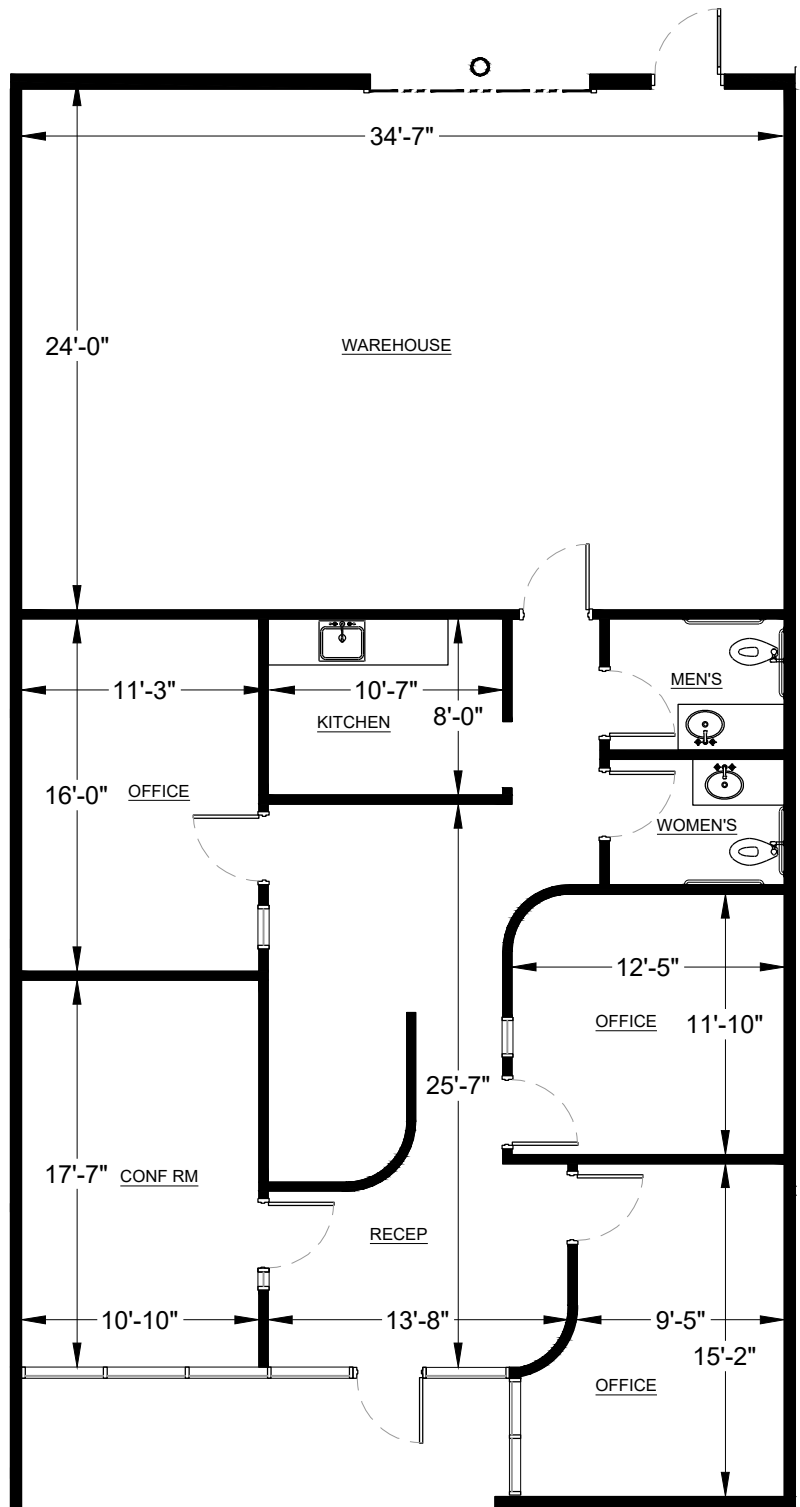 34'-7"
24'-0"
WAREHOUSE
11'-3"
10'-7"
8'-0"
KITCHEN
MEN'S
16'-0"
OFFICE
WOMEN'S
12'-5"
OFFICE
11'-10"
25'-7"
17'-7"
CONF RM
RECEP
10'-10"
13'-8"
9'-5"
15'-2"
OFFICE